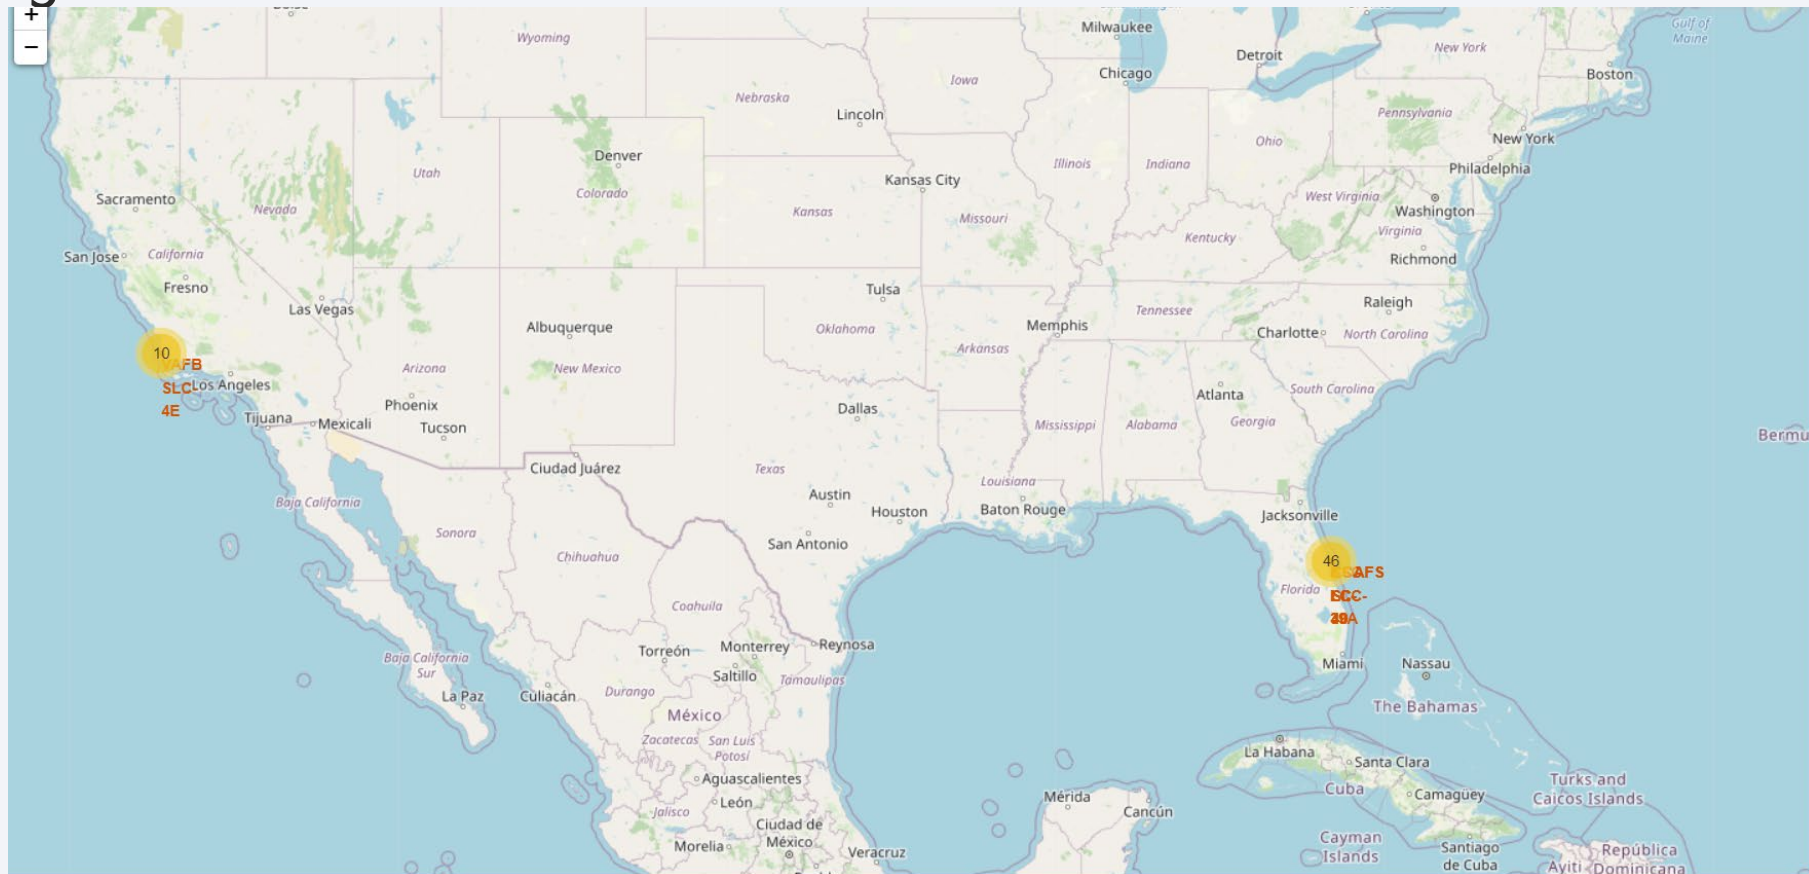 +
−
Milwaukee
Gulf of
Maine
Wyoming
New York
Detroit
Chicago
Boston
Iowa
Nebraska
Lincoln
Pennsylvania
New York
Ohio
Denver
Illinois
Indiana
Philadelphia
Utah
Kansas City
Colorado
Sacramento
West Virginia
Nevada
Kansas
Missouri
Washington
Virginia
Kentucky
San Jose
California
Richmond
Fresno
Tulsa
Las Vegas
Tennessee
Raleigh
Albuquerque
Oklahoma
Memphis
Charlotte
North Carolina
10
Arkansas
VAFB
Arizona
New Mexico
SLC-
Los Angeles
South Carolina
Atlanta
4E
Phoenix
Dallas
Tijuana
Mexicali
Tucson
Mississippi
Alabama
Georgia
Bermu
Ciudad Juárez
Texas
Louisiana
Baja California
Austin
Houston
Baton Rouge
Jacksonville
Sonora
San Antonio
Chihuahua
46
Florida
Coahuila
Reynosa
Torreón
Monterrey
Baja California
Sur
Saltillo
Tamaulipas
Miami
Nassau
La Paz
Culiacán
Durango
The Bahamas
México
Zacatecas
San Luis
Potosí
La Habana
Santa Clara
Aguascalientes
Turks and
Caicos Islands
Cuba
Camagüey
León
Mérida
Cancún
Jalisco
Ciudad de
México
Morelia
Veracruz
Cayman
Islands
Santiago
de Cuba
República
Dominicana
Ayiti